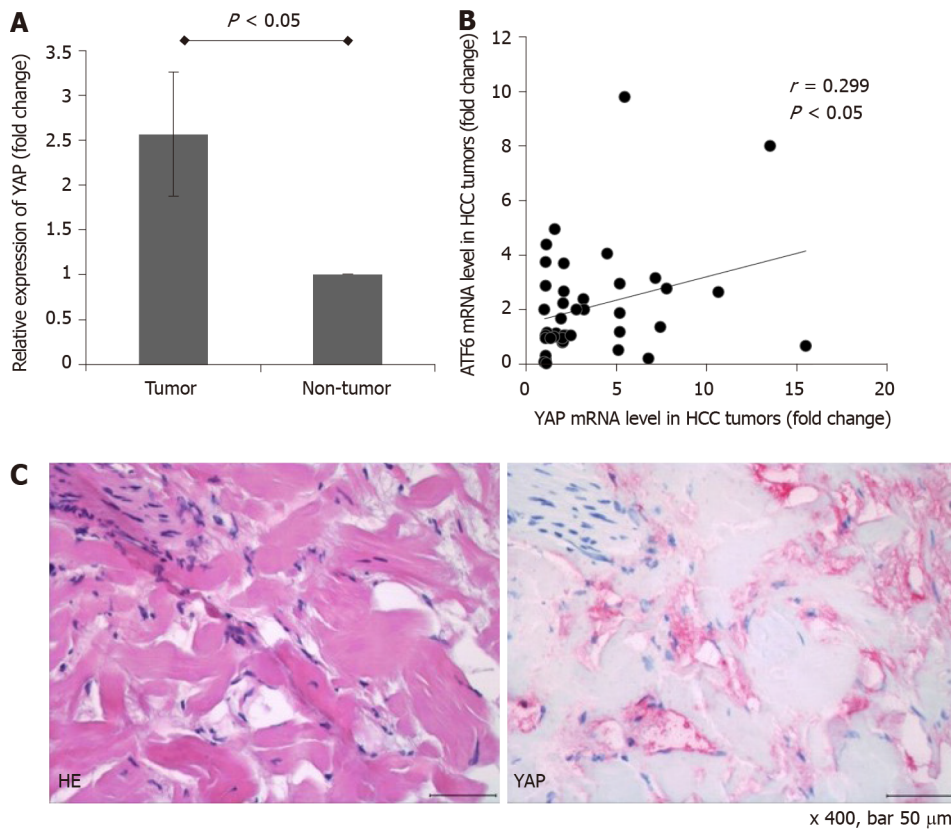 A
P < 0.05
Relative expression of YAP (fold change)
3.5
3
2.5
2
1.5
1
0.5
0
Tumor Non-tumor
B
ATF6 mRNA level in HCC tumors (fold change)
12
10
8
6
4
2
0
r = 0.299
P < 0.05
0 5 10 15 20
YAP mRNA level in HCC tumors (fold change)
C
HE
YAP
x 400, bar 50 μm